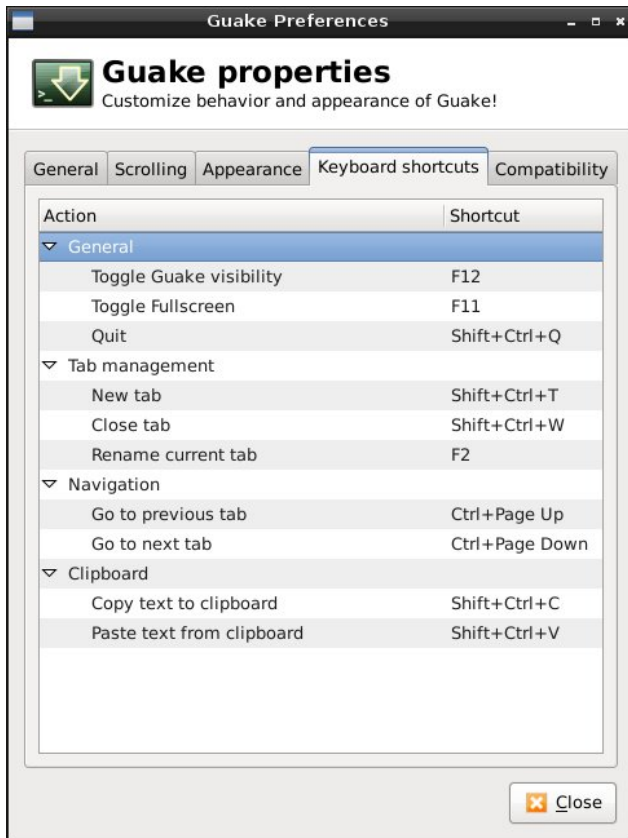 Guake Preferences
>_
Guake properties
Customize behavior and appearance of Guake!
General Scrolling Appearance Keyboard shortcuts Compatibility
Action Shortcut
General
Toggle Guake visibility F12
Toggle Fullscreen F11
Quit Shift+Ctrl+Q
Tab management
New tab Shift+Ctrl+T
Close tab Shift+Ctrl+W
Rename current tab F2
Navigation
Go to previous tab Ctrl+Page Up
Go to next tab Ctrl+Page Down
Clipboard
Copy text to clipboard Shift+Ctrl+C
Paste text from clipboard Shift+Ctrl+V
Close